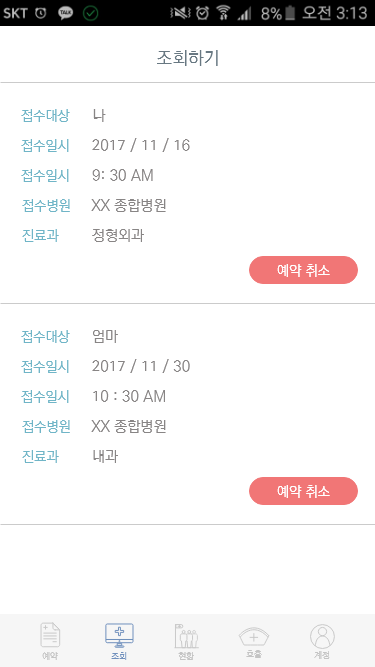 SKT TALK 8% 오전 3:13
조회하기
접수대상 나
접수일시 2017 / 11 / 16
접수일시 9: 30 AM
접수병원 XX 종합병원
진료과 정형외과
예약 취소
접수대상 엄마
접수일시 2017 / 11 / 30
접수일시 10 : 30 AM
접수병원 XX 종합병원
진료과 내과
예약 취소
예약 조회 현황 호출 계정